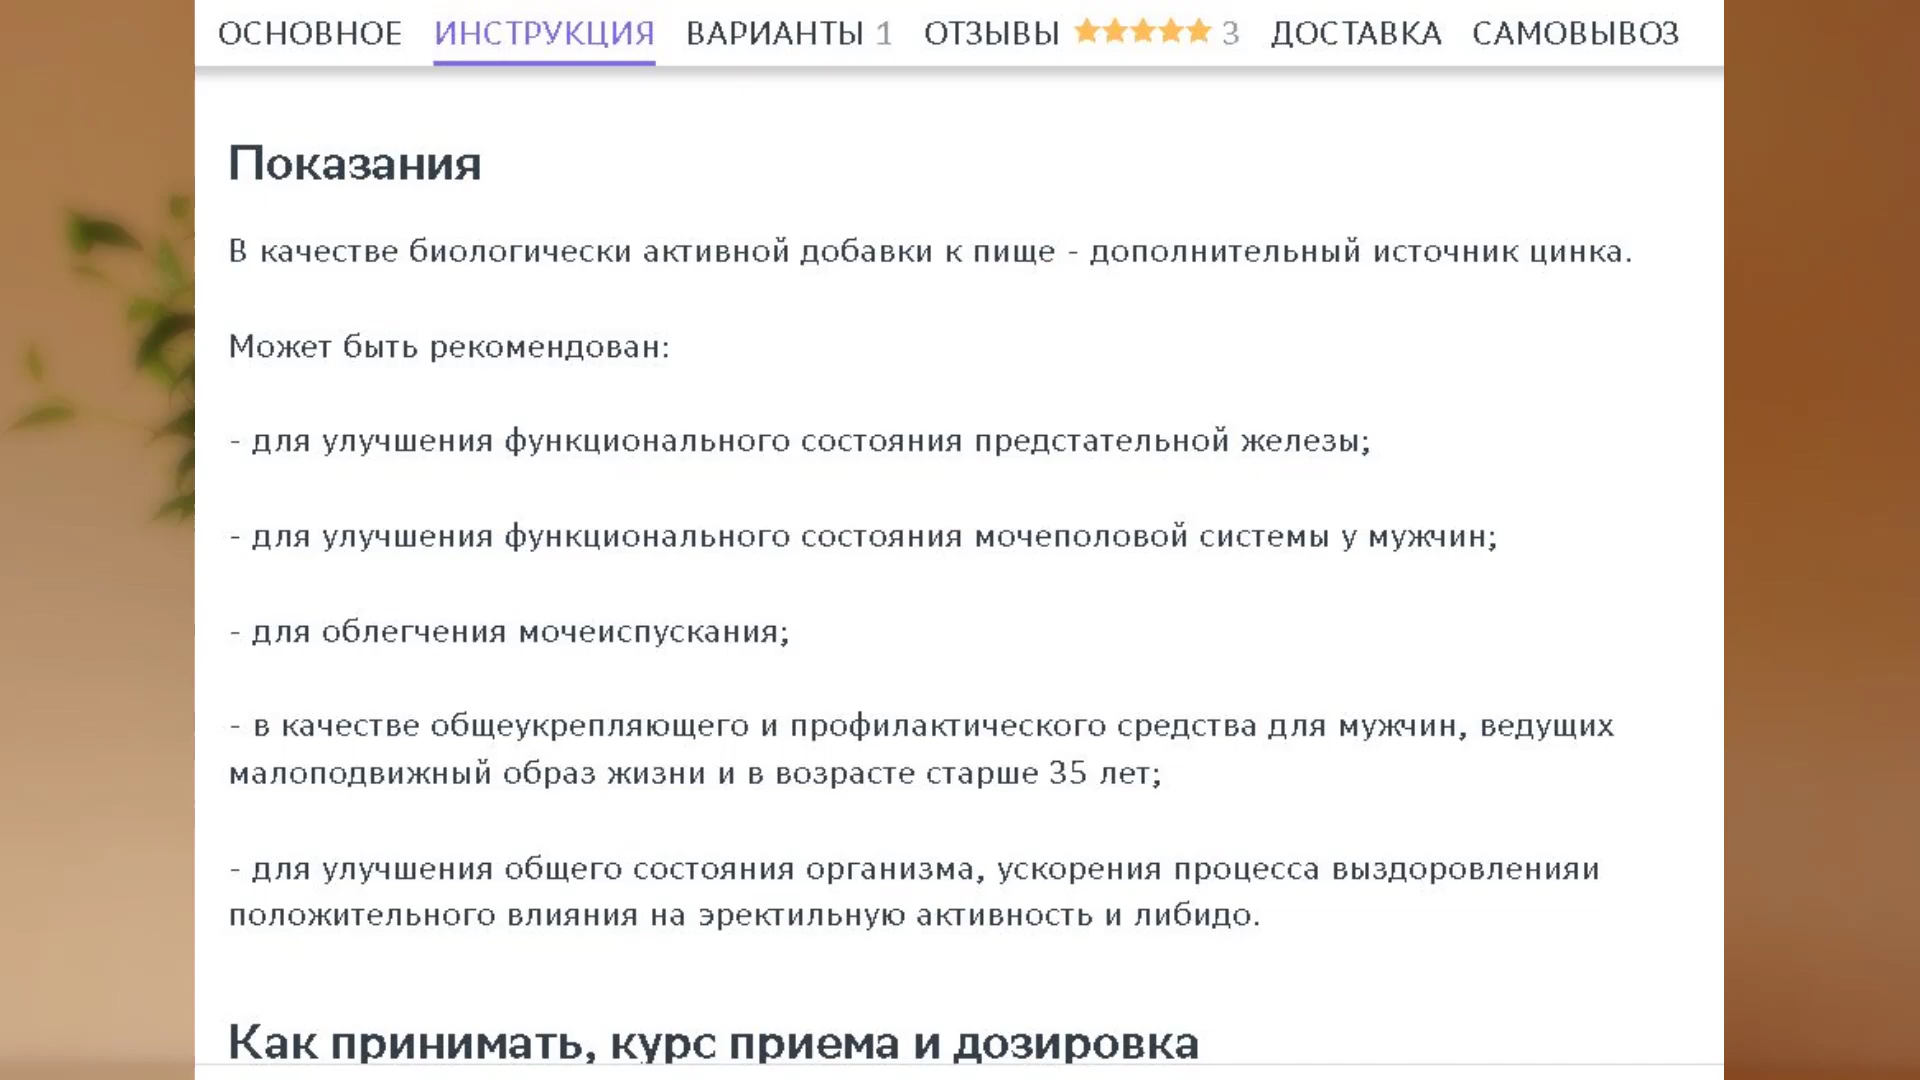 ОСНОВНОЕ ИНСТРУКЦИЯ ВАРИАНТЫ 1 ОТЗЫВЫ 3 ДОСТАВКА САМОВЫВОЗ
Показания
В качестве биологически активной добавки к пище - дополнительный источник цинка.
Может быть рекомендован:
- для улучшения функционального состояния предстательной железы;
- для улучшения функционального состояния мочеполовой системы у мужчин;
- для облегчения мочеиспускания;
- в качестве общеукрепляющего и профилактического средства для мужчин, ведущих
малоподвижный образ жизни и в возрасте старше 35 лет;
- для улучшения общего состояния организма, ускорения процесса выздоровленияи
положительного влияния на эректильную активность и либидо.
Как принимать, курс приема и дозировка